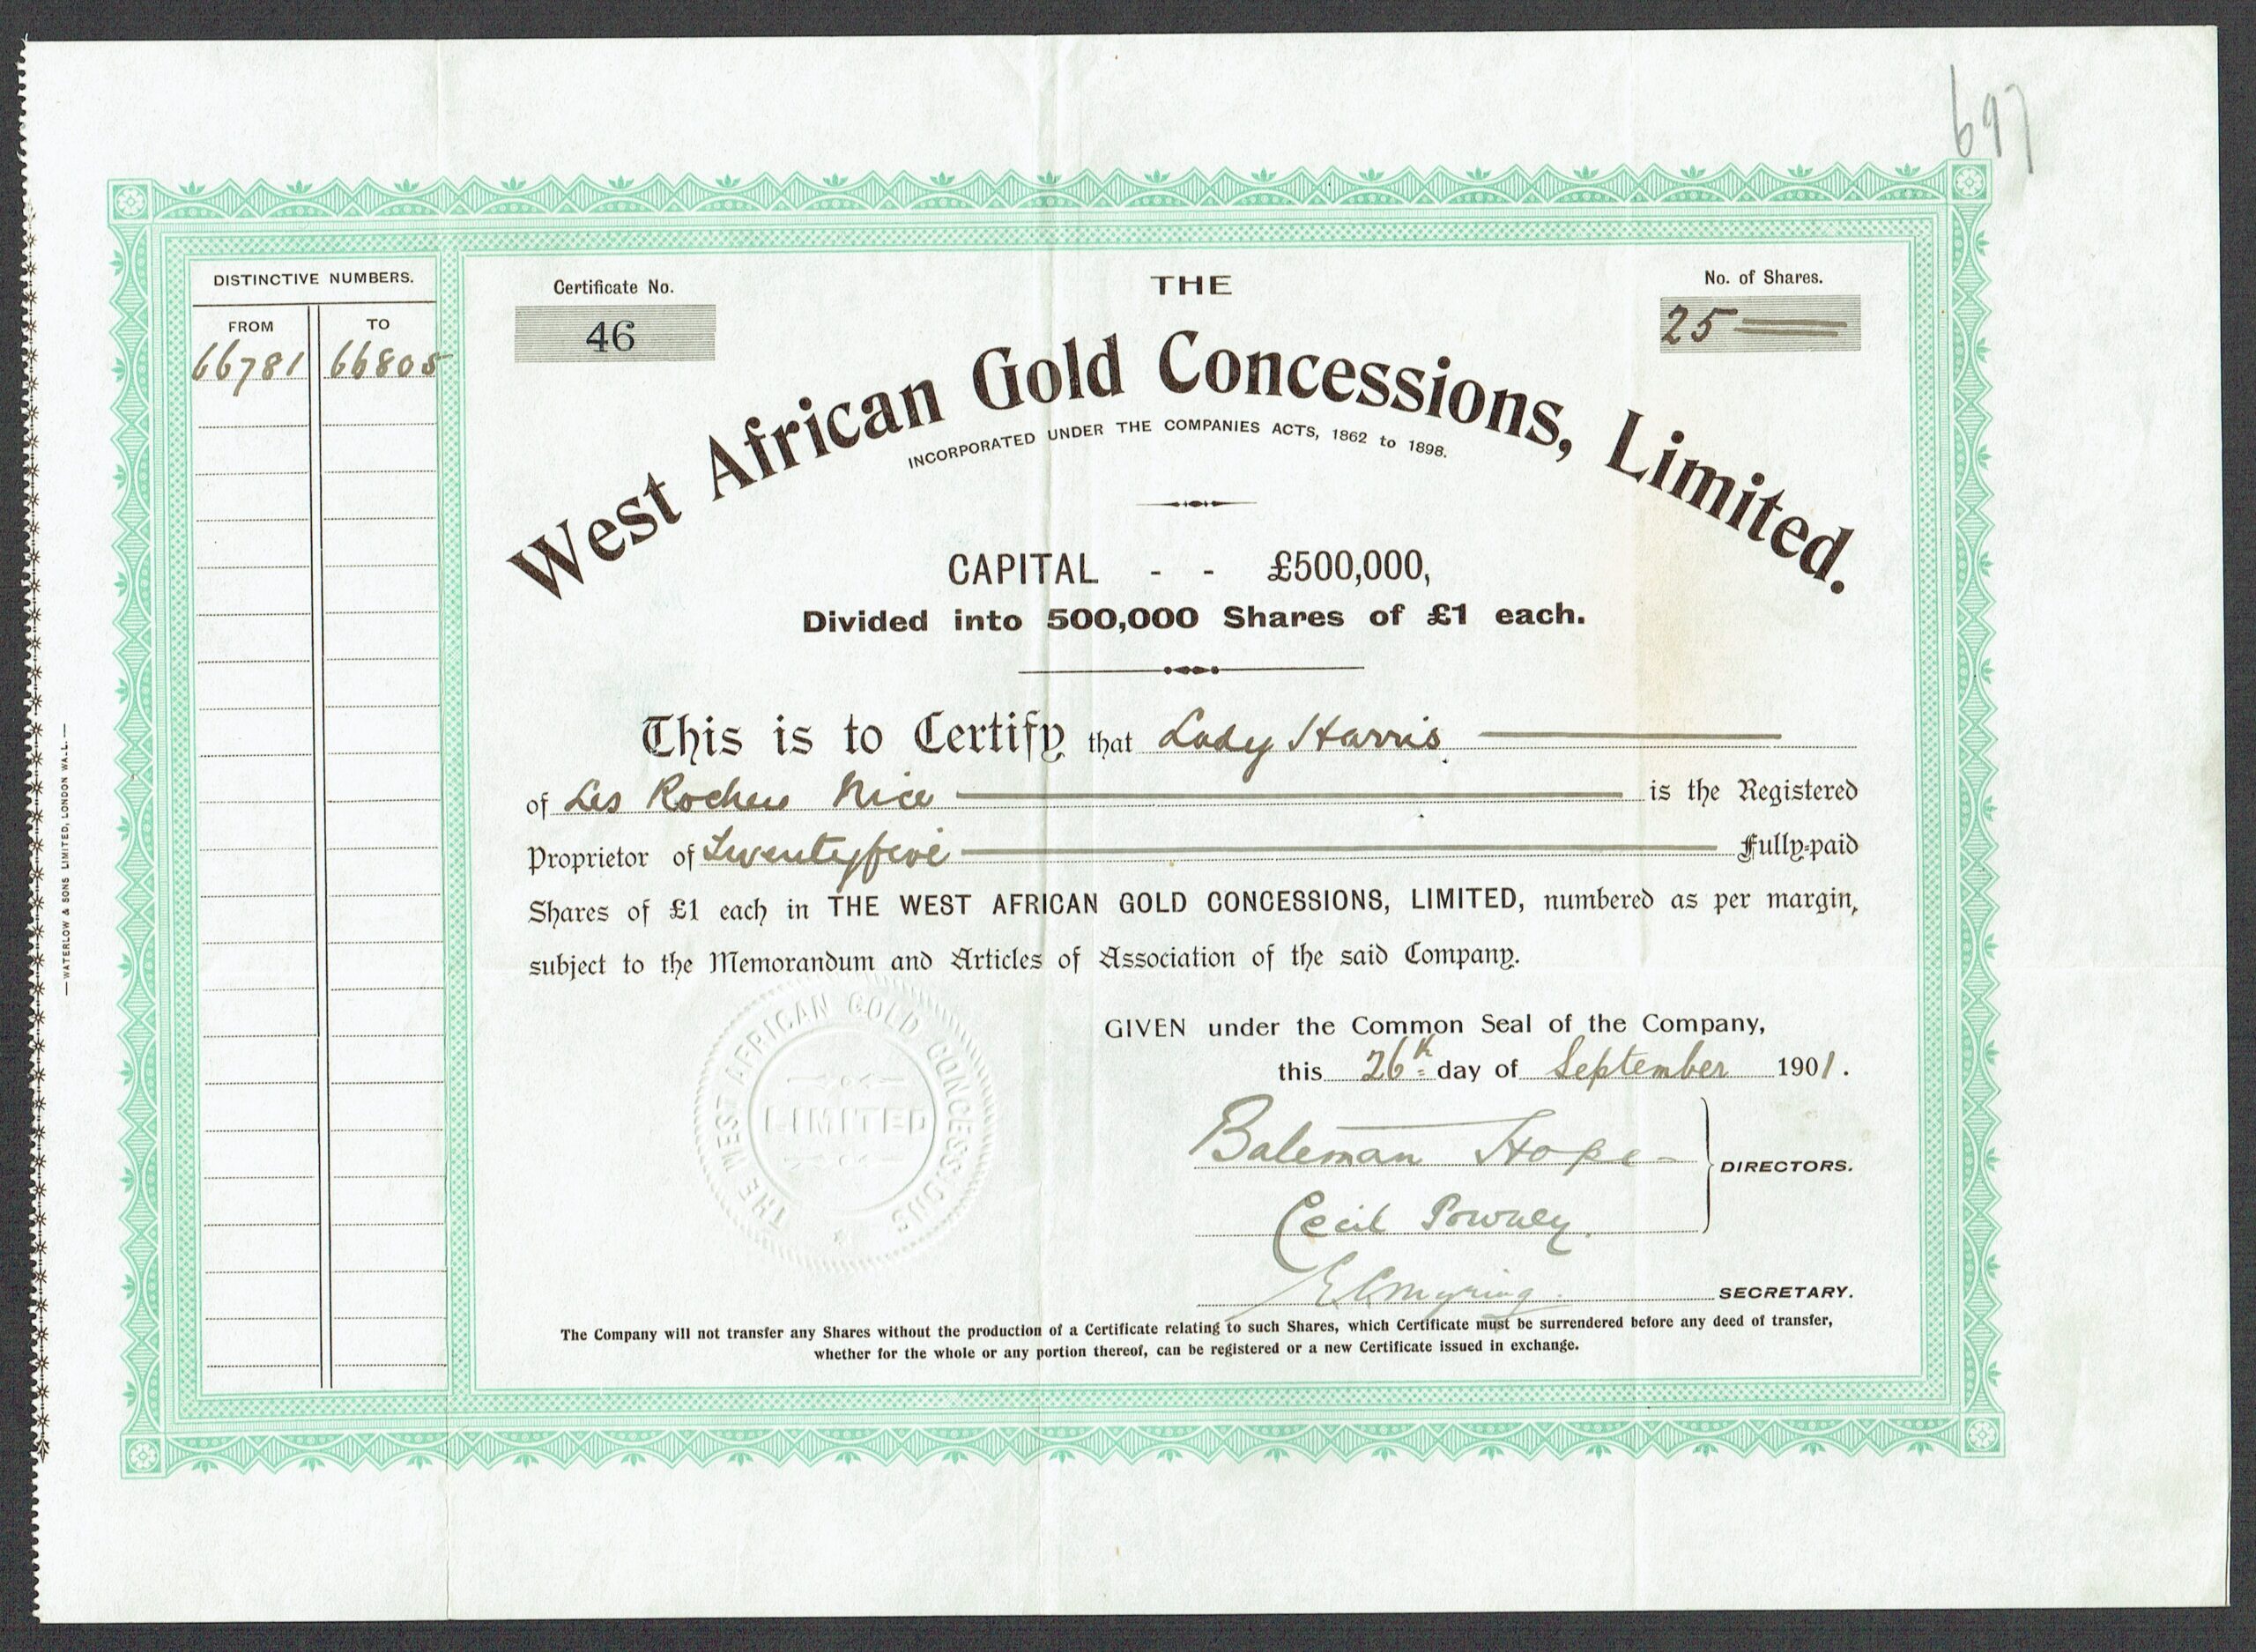 697
DISTINCTIVE NUMBERS.
FROM TO
66781 66805
Certificate No.
46
No. of Shares.
25
THE
West African Gold Concessions, Limited.
INCORPORATED UNDER THE COMPANIES ACTS, 1862 to 1898.
CAPITAL - - £500,000,
Divided into 500,000 Shares of £1 each.
This is to Certify that Lady Harris
of Les Rochers Nice is the Registered
Proprietor of Twentyfive Fully-paid
Shares of £1 each in THE WEST AFRICAN GOLD CONCESSIONS, LIMITED, numbered as per margin,
subject to the Memorandum and Articles of Association of the said Company.
THE WEST AFRICAN GOLD CONCESSIONS
LIMITED
GIVEN under the Common Seal of the Company,
this 26th day of September 1901.
Bateman Hope
Cecil Powney
DIRECTORS.
SECRETARY.
The Company will not transfer any Shares without the production of a Certificate relating to such Shares, which Certificate must be surrendered before any deed of transfer,
whether for the whole or any portion thereof, can be registered or a new Certificate issued in exchange.
—WATERLOW & SONS LIMITED, LONDON WALL.—